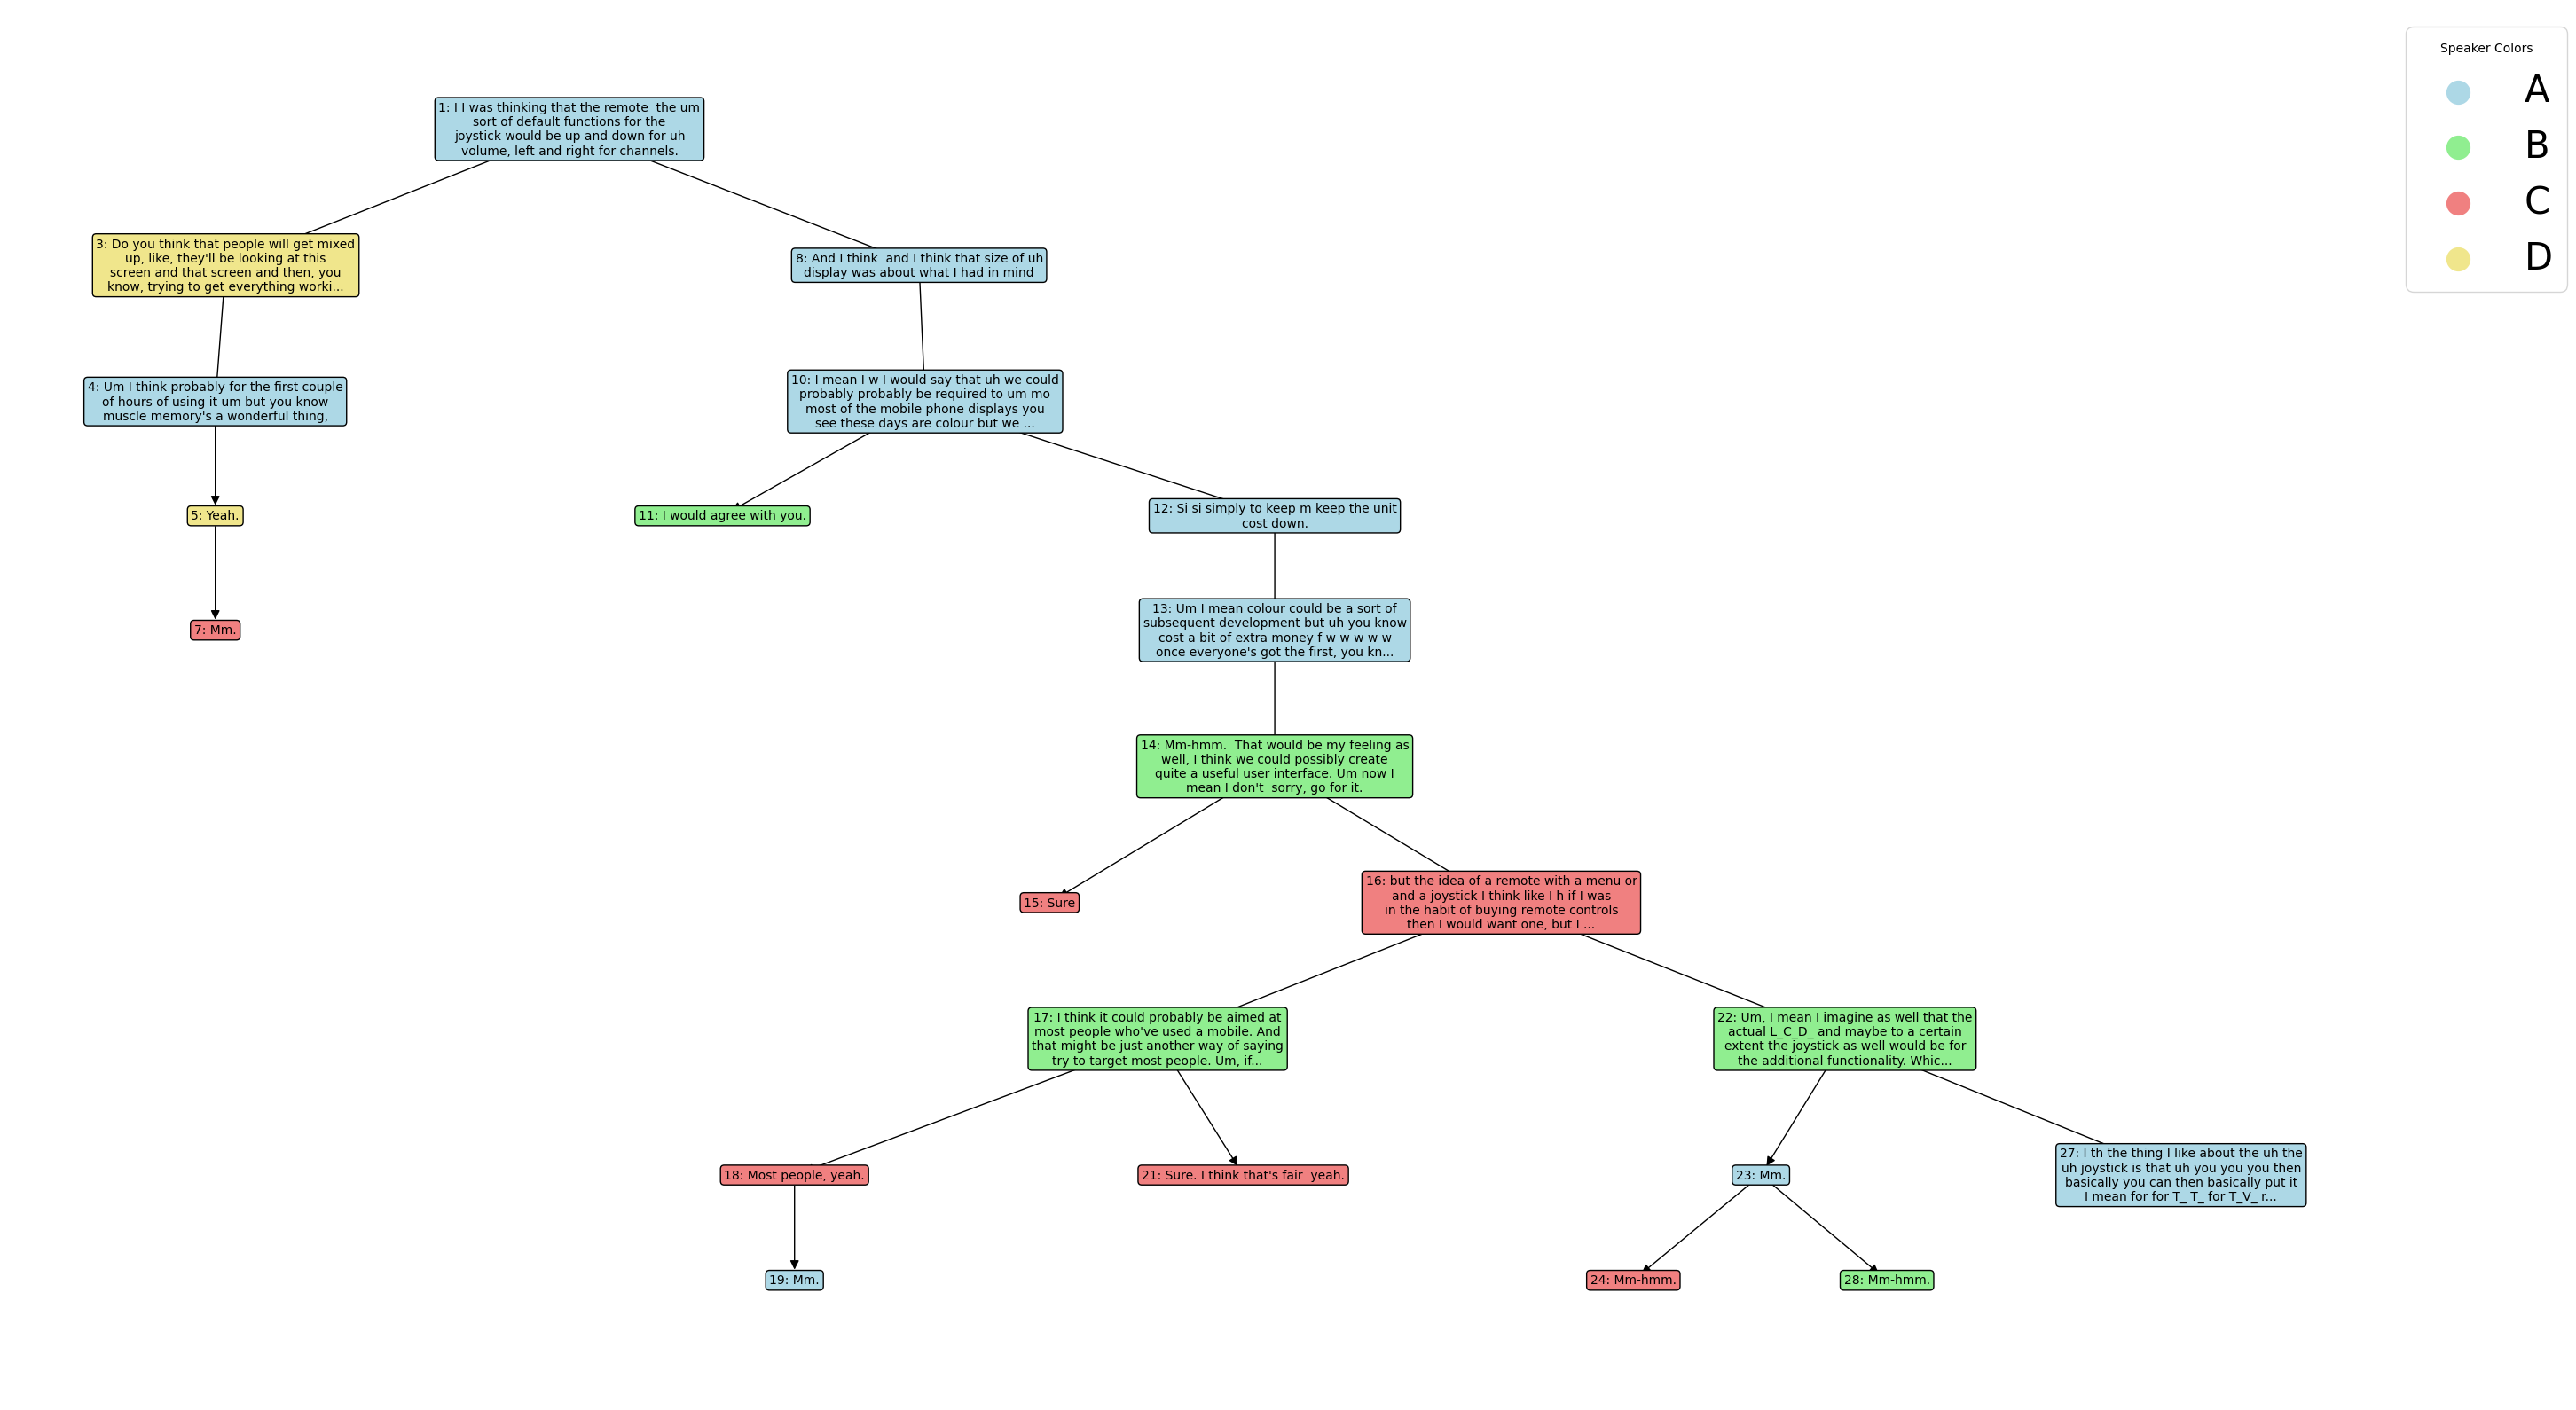 Speaker Colors
A
B
C
D
1: I I was thinking that the remote  the um
sort of default functions for the
joystick would be up and down for uh
volume, left and right for channels.
3: Do you think that people will get mixed
up, like, they'll be looking at this
screen and that screen and then, you
know, trying to get everything worki...
8: And I think  and I think that size of uh
display was about what I had in mind
4: Um I think probably for the first couple
of hours of using it um but you know
muscle memory's a wonderful thing,
10: I mean I w I would say that uh we could
probably probably be required to um mo
most of the mobile phone displays you
see these days are colour but we ...
5: Yeah.
11: I would agree with you.
12: Si si simply to keep m keep the unit
cost down.
7: Mm.
13: Um I mean colour could be a sort of
subsequent development but uh you know
cost a bit of extra money f w w w w w
once everyone's got the first, you kn...
14: Mm-hmm.  That would be my feeling as
well, I think we could possibly create
quite a useful user interface. Um now I
mean I don't  sorry, go for it.
15: Sure
16: but the idea of a remote with a menu or
and a joystick I think like I h if I was
in the habit of buying remote controls
then I would want one, but I ...
17: I think it could probably be aimed at
most people who've used a mobile. And
that might be just another way of saying
try to target most people. Um, if...
22: Um, I mean I imagine as well that the
actual L_C_D_ and maybe to a certain
extent the joystick as well would be for
the additional functionality. Whic...
18: Most people, yeah.
21: Sure. I think that's fair  yeah.
23: Mm.
27: I th the thing I like about the uh the
uh joystick is that uh you you you then
basically you can then basically put it
I mean for for T_ T_ for T_V_ r...
19: Mm.
24: Mm-hmm.
28: Mm-hmm.